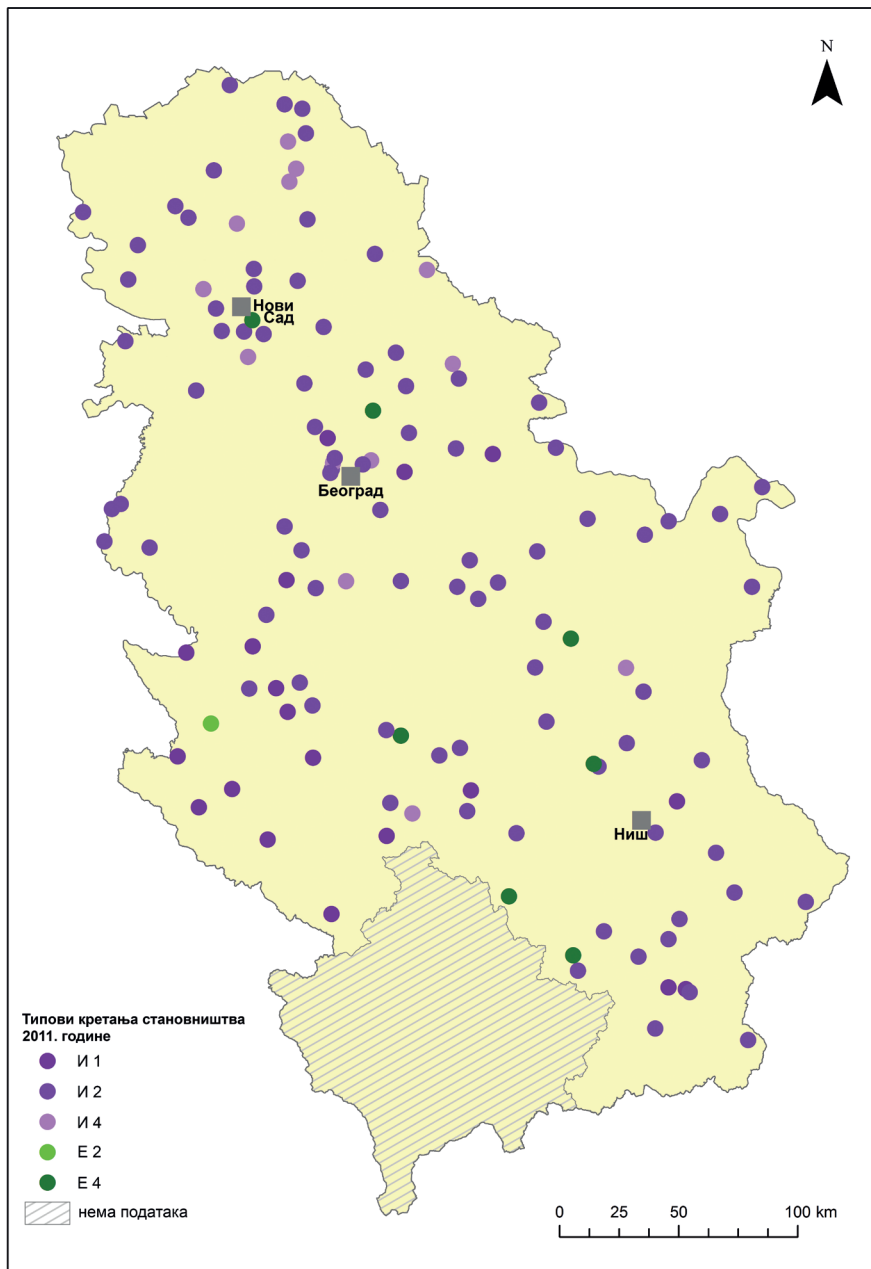 N
Нови
Сад
Београд
Ниш
Типови кретања становништва
2011. године
И 1
И 2
И 4
Е 2
Е 4
нема података
0 25 50 100 km